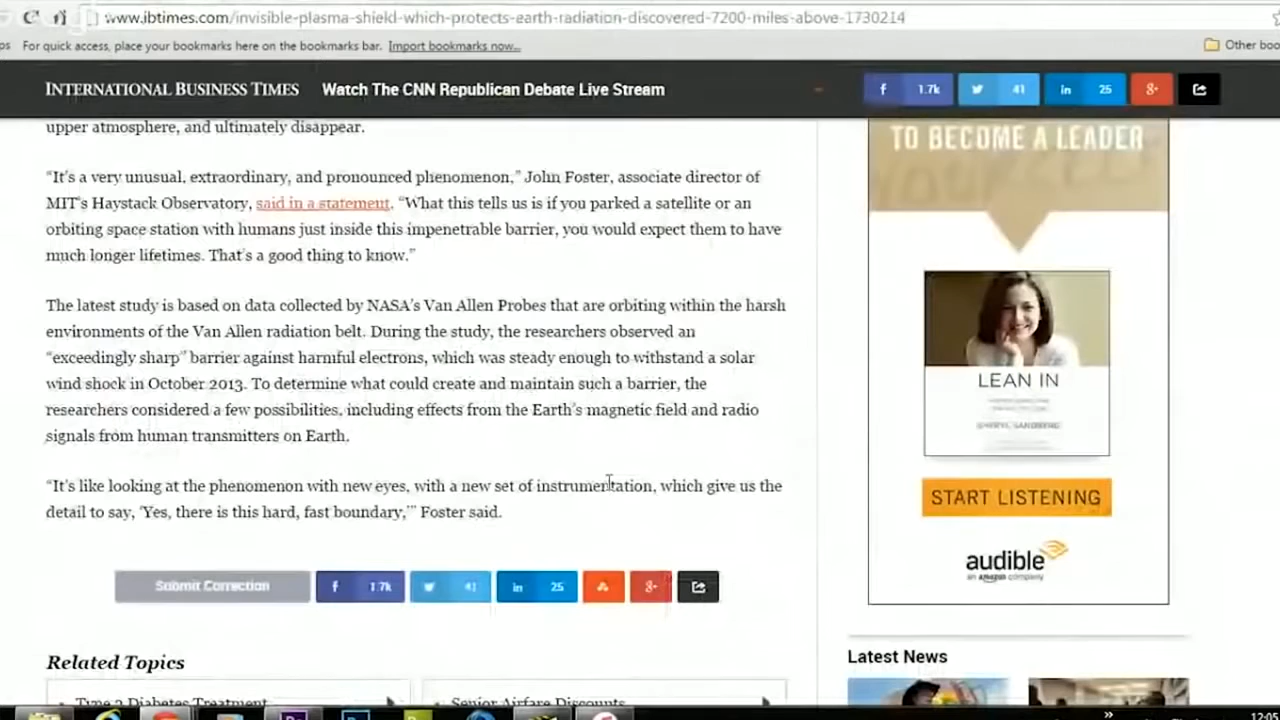 www.ibtimes.com/invisible-plasma-shield-which-protects-earth-radiation-discovered-7200-miles-above-1730214
For quick access, place your bookmarks here on the bookmarks bar. Import bookmarks now...
Other boo
INTERNATIONAL BUSINESS TIMES
Watch The CNN Republican Debate Live Stream
1.7k
41
25
upper atmosphere, and ultimately disappear.
“It's a very unusual, extraordinary, and pronounced phenomenon,” John Foster, associate director of
MIT's Haystack Observatory, said in a statement. “What this tells us is if you parked a satellite or an
orbiting space station with humans just inside this impenetrable barrier, you would expect them to have
much longer lifetimes. That's a good thing to know.”
The latest study is based on data collected by NASA's Van Allen Probes that are orbiting within the harsh
environments of the Van Allen radiation belt. During the study, the researchers observed an
“exceedingly sharp” barrier against harmful electrons, which was steady enough to withstand a solar
wind shock in October 2013. To determine what could create and maintain such a barrier, the
researchers considered a few possibilities, including effects from the Earth's magnetic field and radio
signals from human transmitters on Earth.
“It's like looking at the phenomenon with new eyes, with a new set of instrumentation, which give us the
detail to say, ‘Yes, there is this hard, fast boundary,’” Foster said.
Submit Correction
1.7k
41
25
Related Topics
Type 2 Diabetes Treatment
Senior Airfare Discounts
TO BECOME A LEADER
LEAN IN
SHERYL SANDBERG
START LISTENING
audible
an amazon company
Latest News
12:05